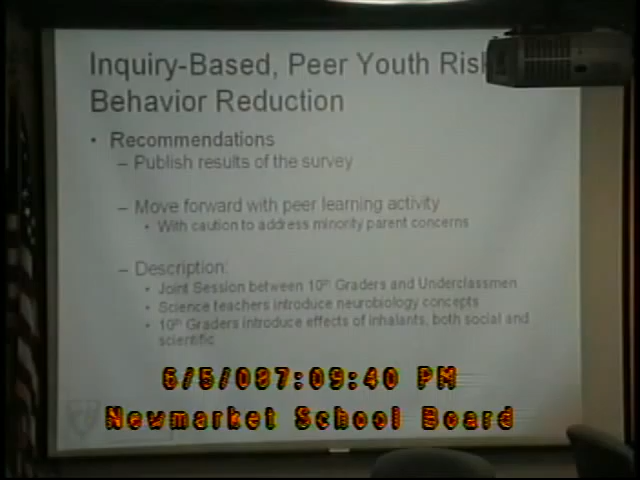 Inquiry-Based, Peer Youth Risk
Behavior Reduction
• Recommendations
– Publish results of the survey
– Move forward with peer learning activity
• With caution to address minority parent concerns
– Description:
• Joint Session between 10th Graders and Underclassmen
• Science teachers introduce neurobiology concepts
• 10th Graders introduce effects of inhalants, both social and
scientific
6/5/08 7:09:40 PM
Newmarket School Board